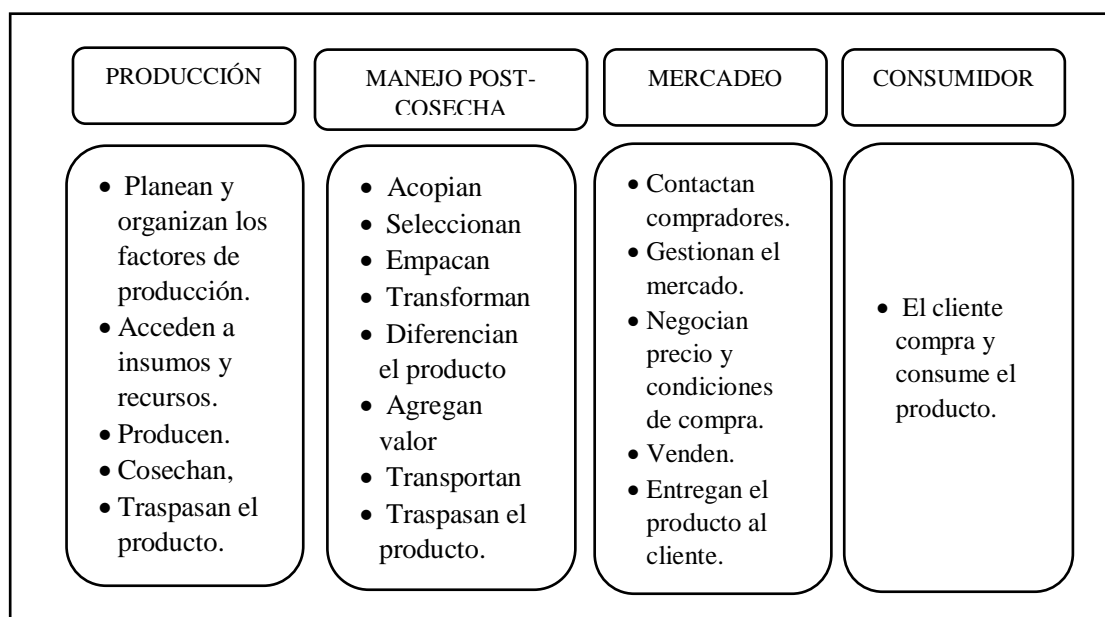 PRODUCCIÓN
• Planean y
organizan los
factores de
producción.
• Acceden a
insumos y
recursos.
• Producen.
• Cosechan,
• Traspasan el
producto.
MANEJO POST-
COSECHA
• Acopian
• Seleccionan
• Empacan
• Transforman
• Diferencian
el producto
• Agregan
valor
• Transportan
• Traspasan el
producto.
MERCADEO
• Contactan
compradores.
• Gestionan el
mercado.
• Negocian
precio y
condiciones
de compra.
• Venden.
• Entregan el
producto al
cliente.
CONSUMIDOR
• El cliente
compra y
consume el
producto.